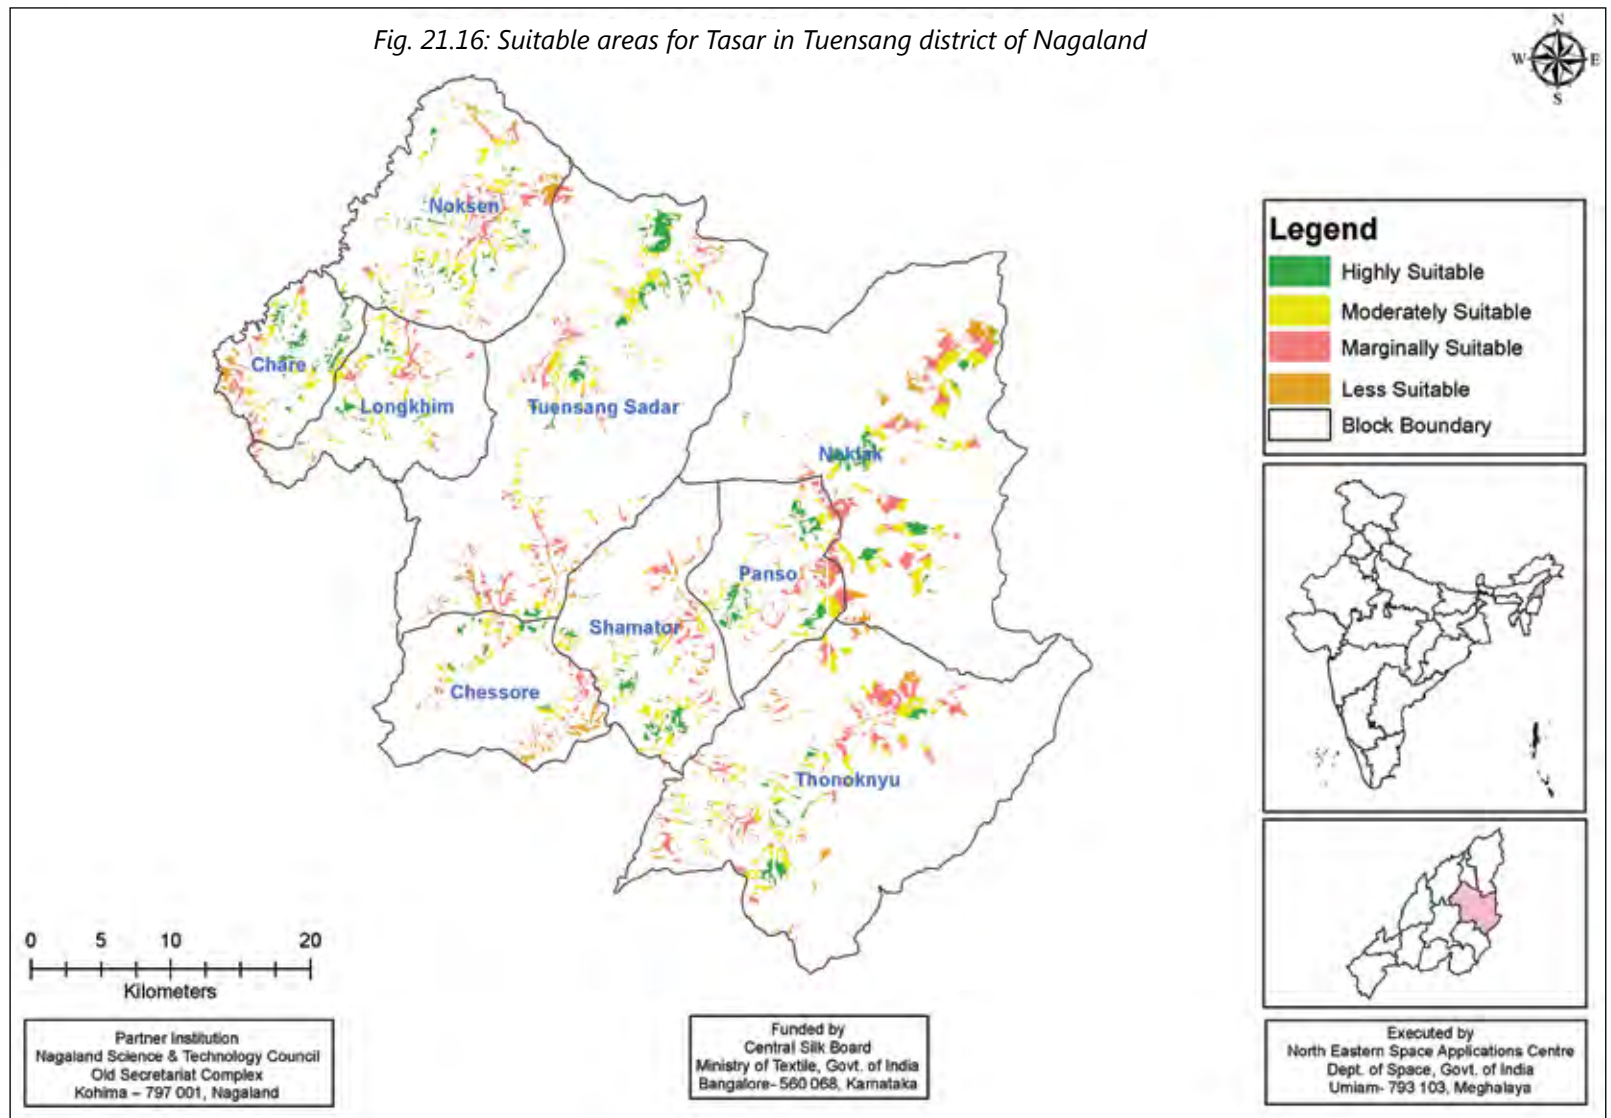 Fig. 21.16: Suitable areas for Tasar in Tuensang district of Nagaland
N
W E
S
Noksen
Chare
Longkhim
Tuensang Sadar
Noklak
Panso
Shamator
Chessore
Thonoknyu
Legend
Highly Suitable
Moderately Suitable
Marginally Suitable
Less Suitable
Block Boundary
0 5 10 20
Kilometers
Partner Institution
Nagaland Science & Technology Council
Old Secretariat Complex
Kohima – 797 001, Nagaland
Funded by
Central Silk Board
Ministry of Textile, Govt. of India
Bangalore- 560 068, Karnataka
Executed by
North Eastern Space Applications Centre
Dept. of Space, Govt. of India
Umiam- 793 103, Meghalaya